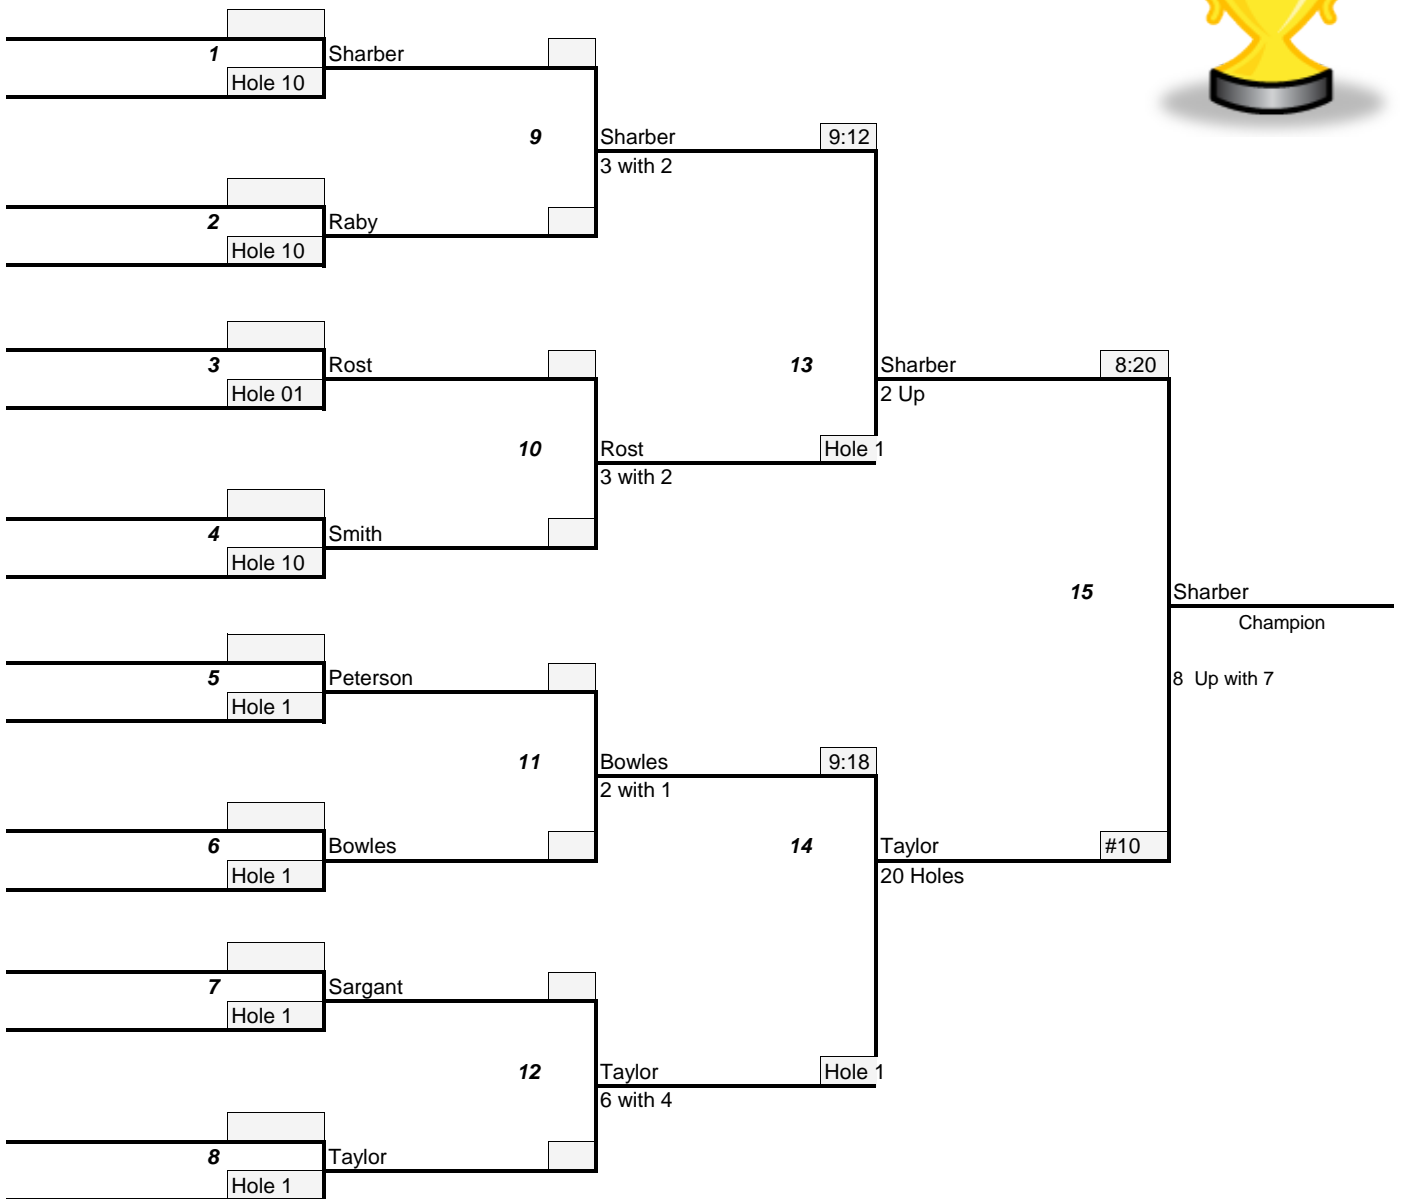 1 Sharber
Hole 10
9 Sharber 9:12
3 with 2
2 Raby
Hole 10
3 Rost
Hole 01
13 Sharber 8:20
2 Up
10 Rost Hole 1
3 with 2
4 Smith
Hole 10
15 Sharber
Champion
5 Peterson
Hole 1
8 Up with 7
11 Bowles 9:18
2 with 1
6 Bowles
Hole 1
14 Taylor #10
20 Holes
7 Sargant
Hole 1
12 Taylor Hole 1
6 with 4
8 Taylor
Hole 1